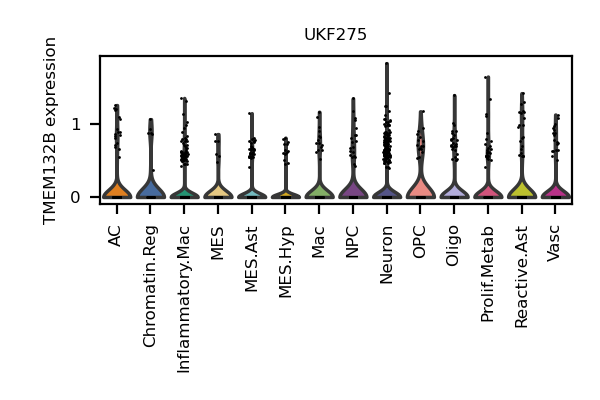 UKF275
TMEM132B expression
1
0
AC
Chromatin.Reg
Inflammatory.Mac
MES
MES.Ast
MES.Hyp
Mac
NPC
Neuron
OPC
Oligo
Prolif.Metab
Reactive.Ast
Vasc